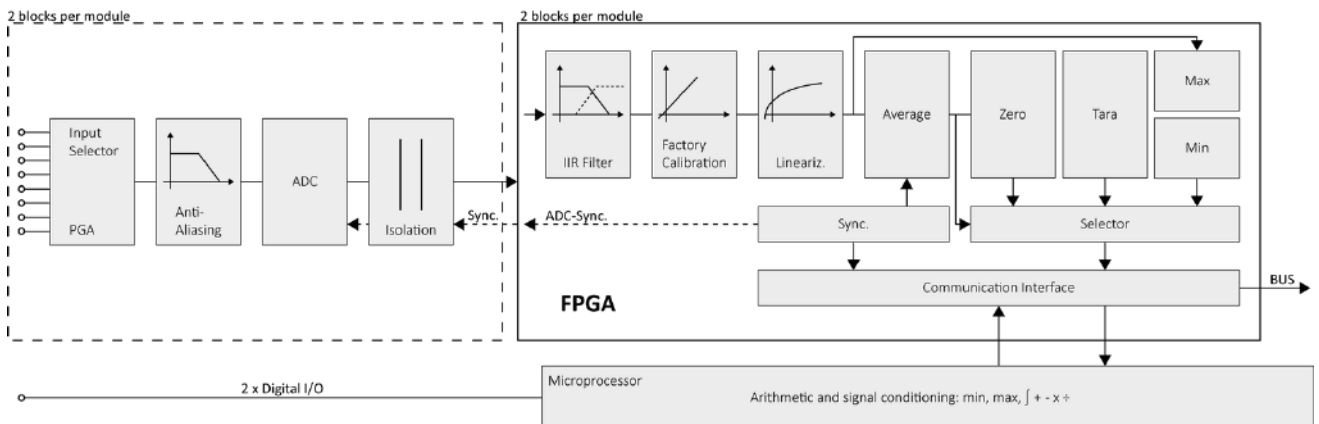 2 blocks per module
2 blocks per module
Input
Selector
PGA
Anti-
Aliasing
ADC
Isolation
Sync.
ADC-Sync.
IIR Filter
Factory
Calibration
Lineariz.
Average
Zero
Tara
Max
Min
Sync.
Selector
Communication Interface
BUS
FPGA
2 x Digital I/O
Microprocessor
Arithmetic and signal conditioning: min, max, ∫ + - x ÷